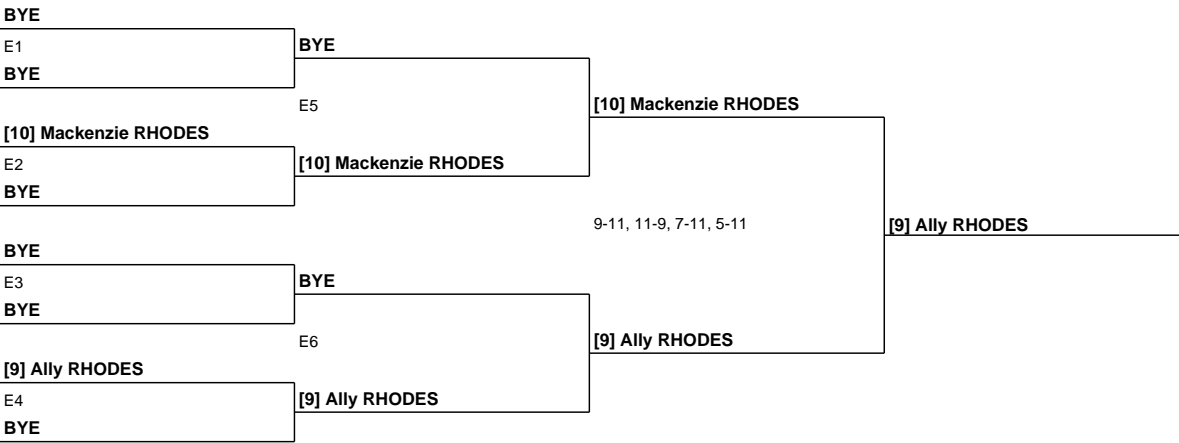 BYE
E1
BYE
BYE
E5
[10] Mackenzie RHODES
[10] Mackenzie RHODES
E2
[10] Mackenzie RHODES
BYE
9-11, 11-9, 7-11, 5-11
[9] Ally RHODES
BYE
E3
BYE
BYE
E6
[9] Ally RHODES
[9] Ally RHODES
E4
[9] Ally RHODES
BYE